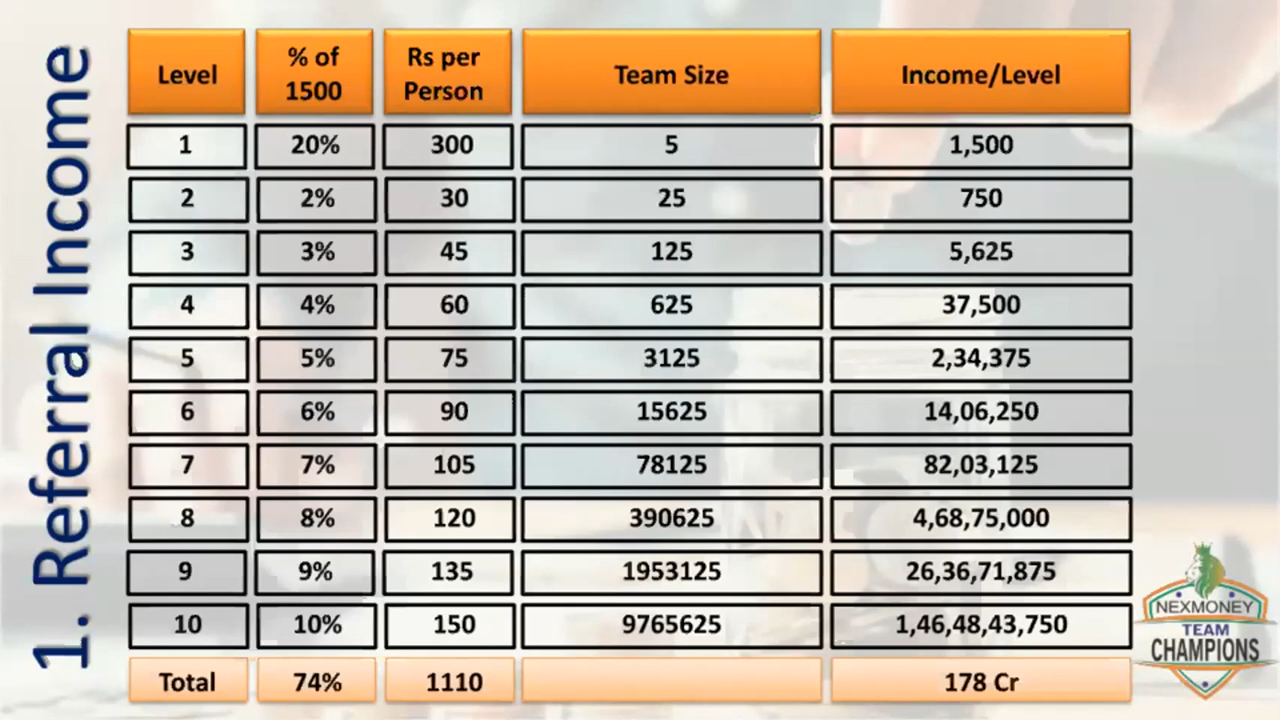 1. Referral Income
Level % of 1500 Rs per Person Team Size Income/Level
1 20% 300 5 1,500
2 2% 30 25 750
3 3% 45 125 5,625
4 4% 60 625 37,500
5 5% 75 3125 2,34,375
6 6% 90 15625 14,06,250
7 7% 105 78125 82,03,125
8 8% 120 390625 4,68,75,000
9 9% 135 1953125 26,36,71,875
10 10% 150 9765625 1,46,48,43,750
Total 74% 1110 178 Cr
NEXMONEY
TEAM
CHAMPIONS